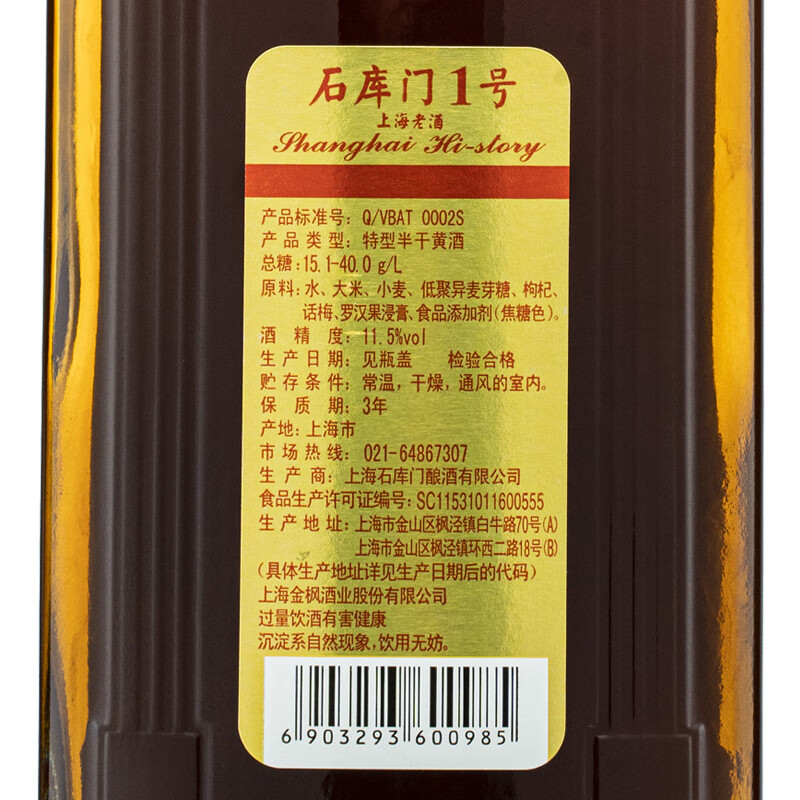 石库门1号
上海老酒
Shanghai Hi-story
产品标准号：Q/VBAT 0002S
产品类型：特型半干黄酒
总糖：15.1-40.0 g/L
原料：水、大米、小麦、低聚异麦芽糖、枸杞、
话梅、罗汉果浸膏、食品添加剂（焦糖色）。
酒精度：11.5%vol
生产日期：见瓶盖 检验合格
贮存条件：常温，干燥，通风的室内。
保质期：3年
产地：上海市
市场热线：021-64867307
生产商：上海石库门酿酒有限公司
食品生产许可证编号：SC11531011600555
生产地址：上海市金山区枫泾镇白牛路70号(A)
上海市金山区枫泾镇环西二路18号(B)
（具体生产地址详见生产日期后的代码）
上海金枫酒业股份有限公司
过量饮酒有害健康
沉淀系自然现象，饮用无妨。
6 903293 600985